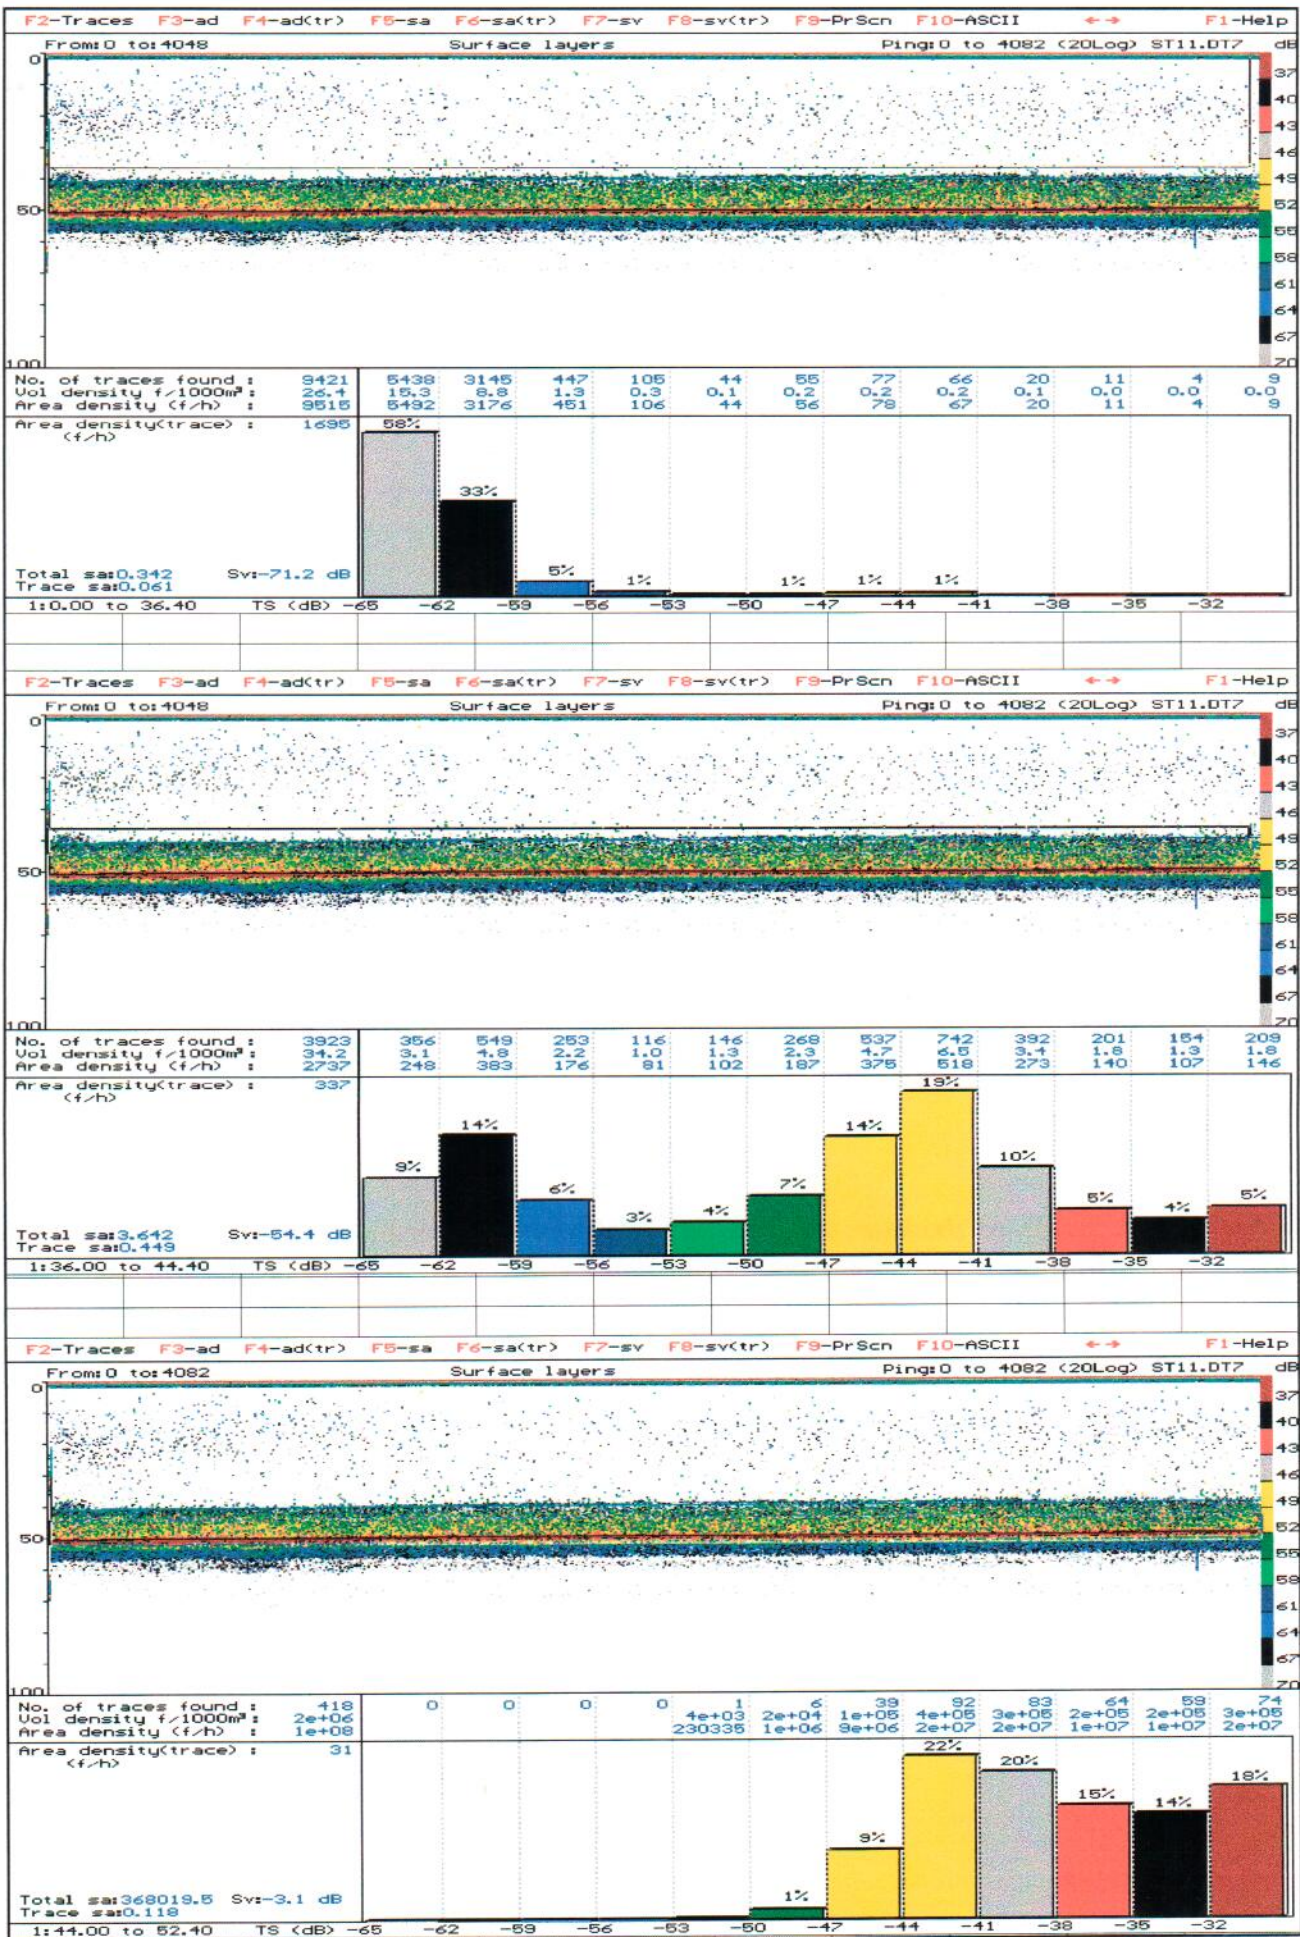 F2-Traces F3-ad F4-ad(tr) F5-sa F6-sa(tr) F7-sv F8-sv(tr) F9-PrScn F10-ASCII ←→ F1-Help
From:0 to:4048 Surface layers Ping:0 to 4082 (20Log) ST11.DT7 dB
0
37
40
43
46
49
50
52
55
58
61
64
67
100
70
No. of traces found : 9421 5438 3145 447 105 44 55 77 66 20 11 4 9
Vol density f/1000m³: 26.4 15.3 8.8 1.3 0.3 0.1 0.2 0.2 0.2 0.1 0.0 0.0 0.0
Area density (f/h) : 9515 5492 3176 451 106 44 56 78 67 20 11 4 9
Area density(trace) : 1695
(f/h)
58%
33%
5%
1% 1% 1% 1%
Total sa:0.342 Sv:-71.2 dB
Trace sa:0.061
1:0.00 to 36.40 TS (dB) -65 -62 -59 -56 -53 -50 -47 -44 -41 -38 -35 -32
F2-Traces F3-ad F4-ad(tr) F5-sa F6-sa(tr) F7-sv F8-sv(tr) F9-PrScn F10-ASCII ←→ F1-Help
From:0 to:4048 Surface layers Ping:0 to 4082 (20Log) ST11.DT7 dB
0
37
40
43
46
49
50
52
55
58
61
64
67
100
70
No. of traces found : 3923 356 549 253 116 146 268 537 742 392 201 154 209
Vol density f/1000m³: 34.2 3.1 4.8 2.2 1.0 1.3 2.3 4.7 6.5 3.4 1.8 1.3 1.8
Area density (f/h) : 2737 248 383 176 81 102 187 375 518 273 140 107 146
Area density(trace) : 337
(f/h)
9% 14% 6% 3% 4% 7% 14% 19% 10% 5% 4% 5%
Total sa:3.642 Sv:-54.4 dB
Trace sa:0.449
1:36.00 to 44.40 TS (dB) -65 -62 -59 -56 -53 -50 -47 -44 -41 -38 -35 -32
F2-Traces F3-ad F4-ad(tr) F5-sa F6-sa(tr) F7-sv F8-sv(tr) F9-PrScn F10-ASCII ←→ F1-Help
From:0 to:4082 Surface layers Ping:0 to 4082 (20Log) ST11.DT7 dB
0
37
40
43
46
49
50
52
55
58
61
64
67
100
70
No. of traces found : 418 0 0 0 0 1 6 39 92 83 64 59 74
Vol density f/1000m³: 2e+06 4e+03 2e+04 1e+05 4e+05 3e+05 2e+05 2e+05 3e+05
Area density (f/h) : 1e+08 230335 1e+06 9e+06 2e+07 2e+07 1e+07 1e+07 2e+07
Area density(trace) : 31
(f/h)
1% 9% 22% 20% 15% 14% 18%
Total sa:368019.5 Sv:-3.1 dB
Trace sa:0.118
1:44.00 to 52.40 TS (dB) -65 -62 -59 -56 -53 -50 -47 -44 -41 -38 -35 -32